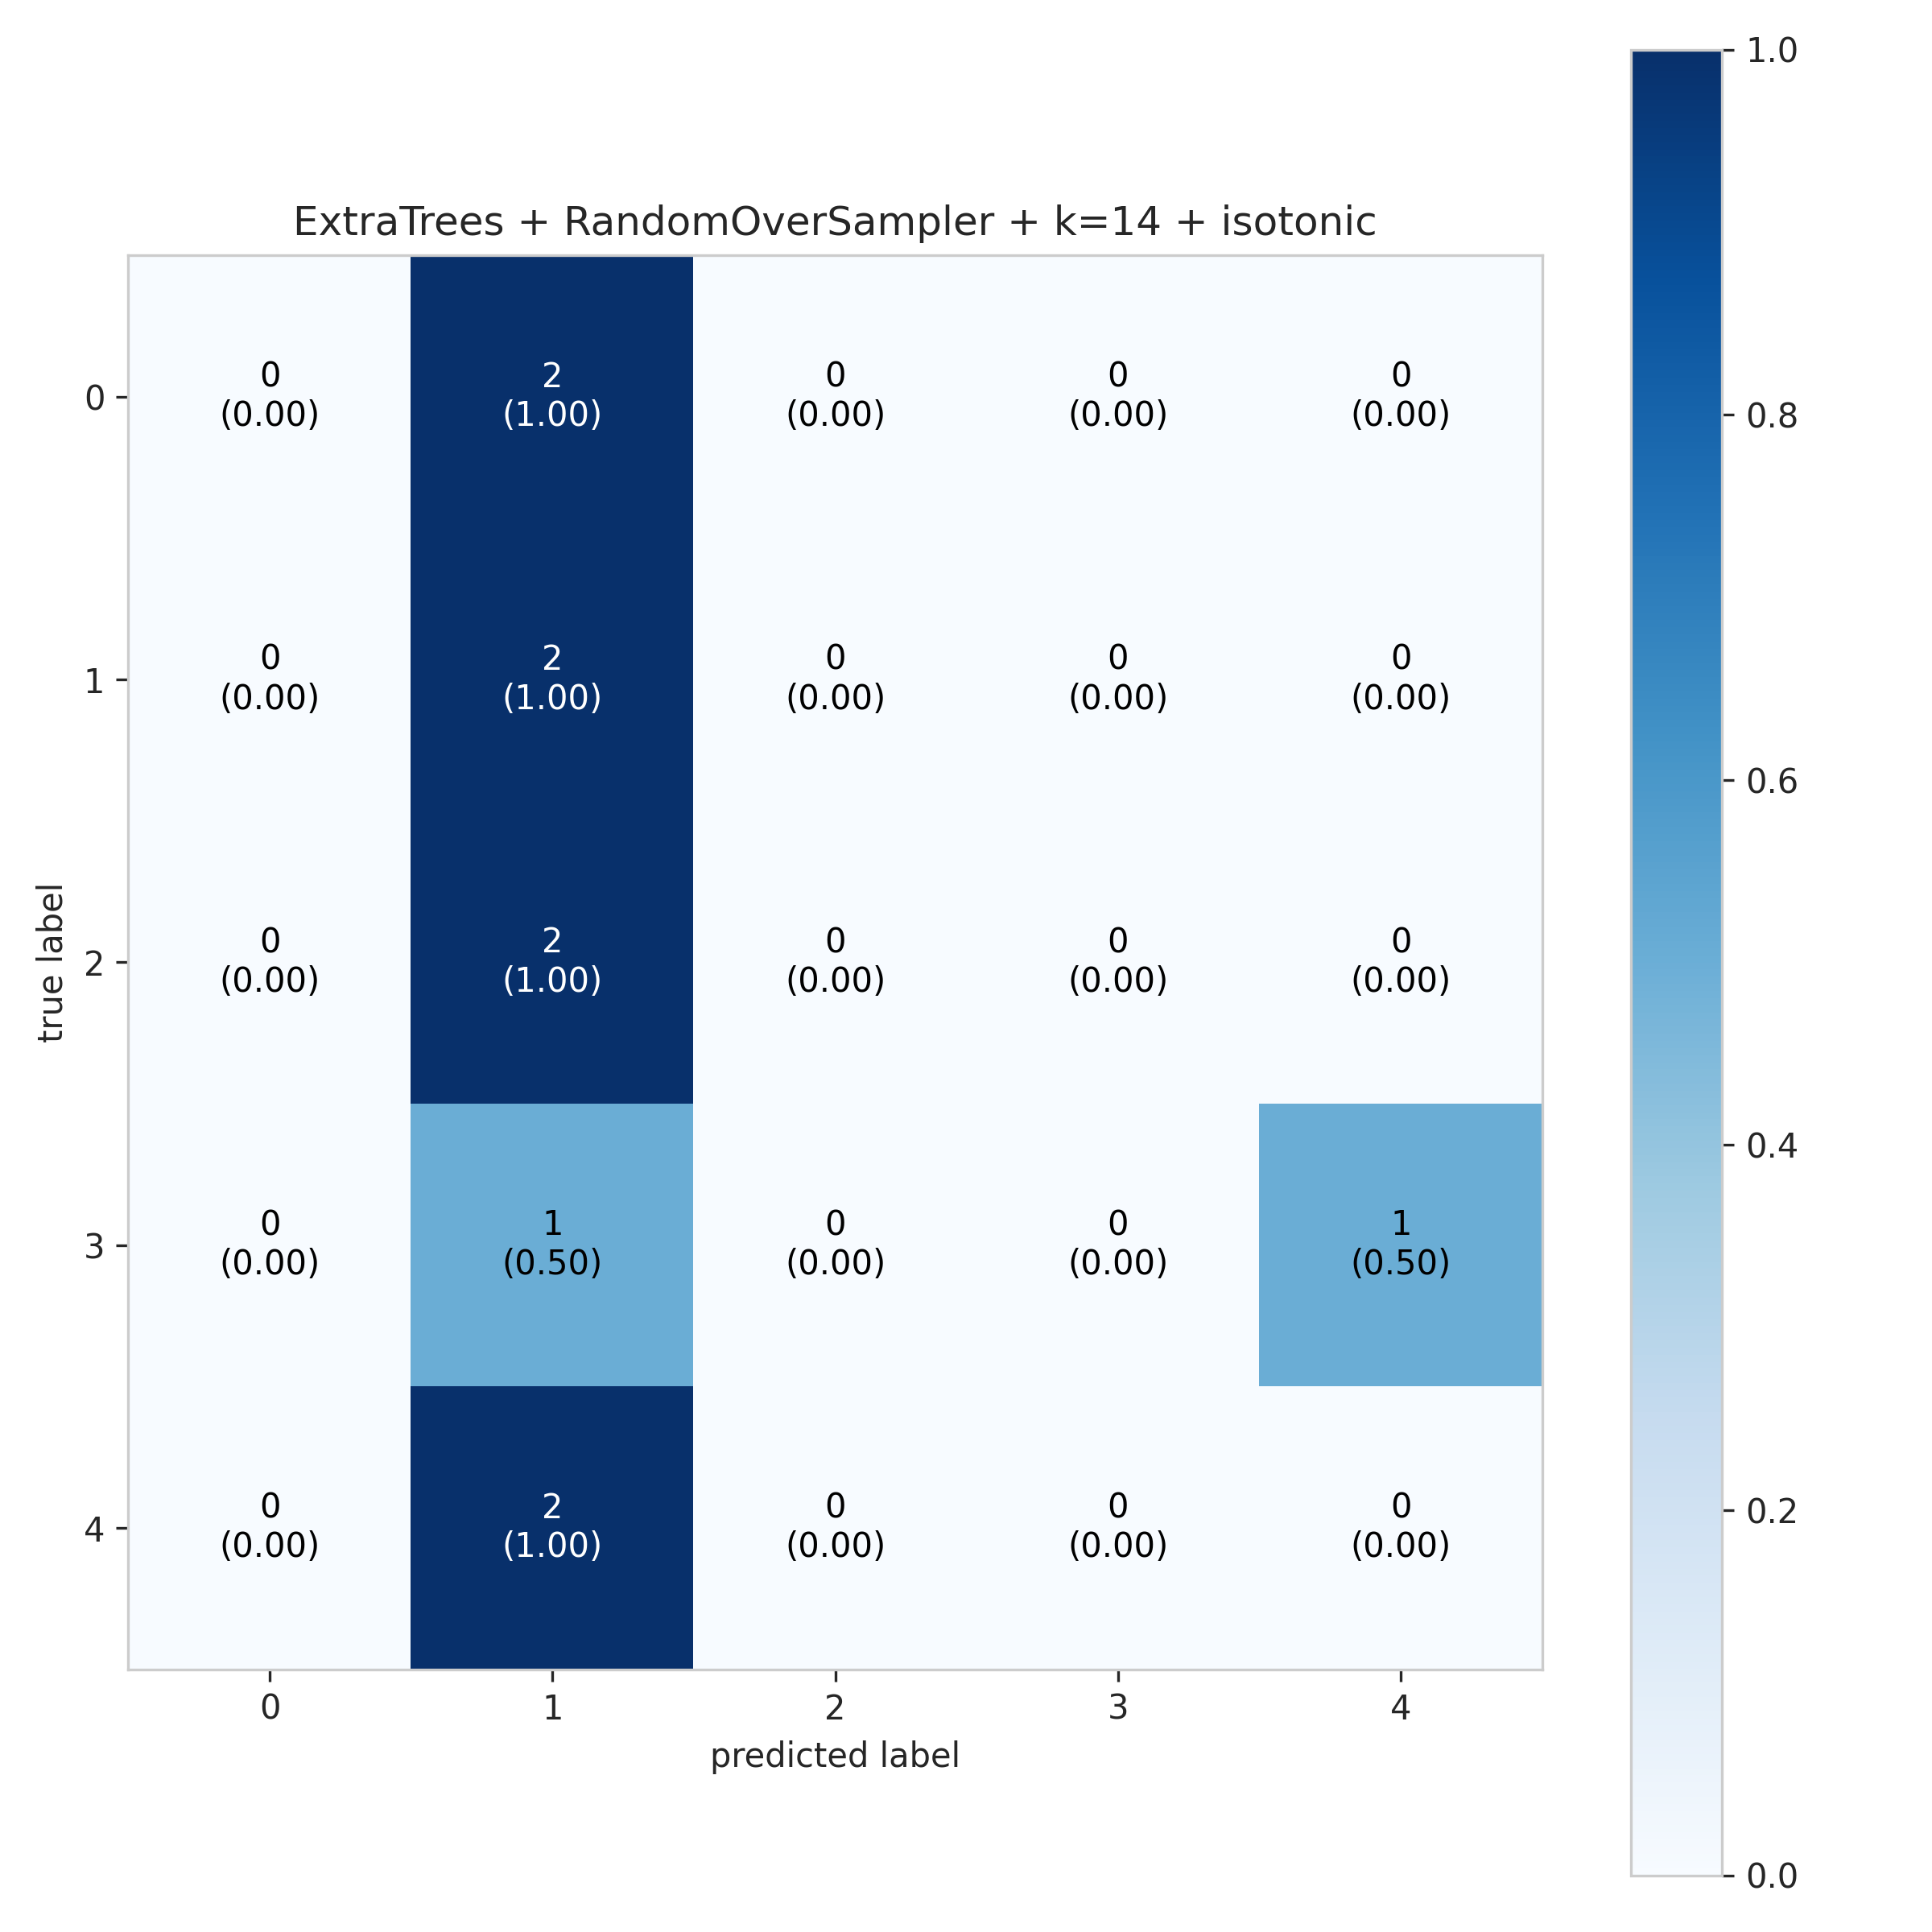 ExtraTrees + RandomOverSampler + k=14 + isotonic
true label
0
0 2 0 0 0
(0.00) (1.00) (0.00) (0.00) (0.00)
1
0 2 0 0 0
(0.00) (1.00) (0.00) (0.00) (0.00)
2
0 2 0 0 0
(0.00) (1.00) (0.00) (0.00) (0.00)
3
0 1 0 0 1
(0.00) (0.50) (0.00) (0.00) (0.50)
4
0 2 0 0 0
(0.00) (1.00) (0.00) (0.00) (0.00)
0 1 2 3 4
predicted label
1.0
0.8
0.6
0.4
0.2
0.0